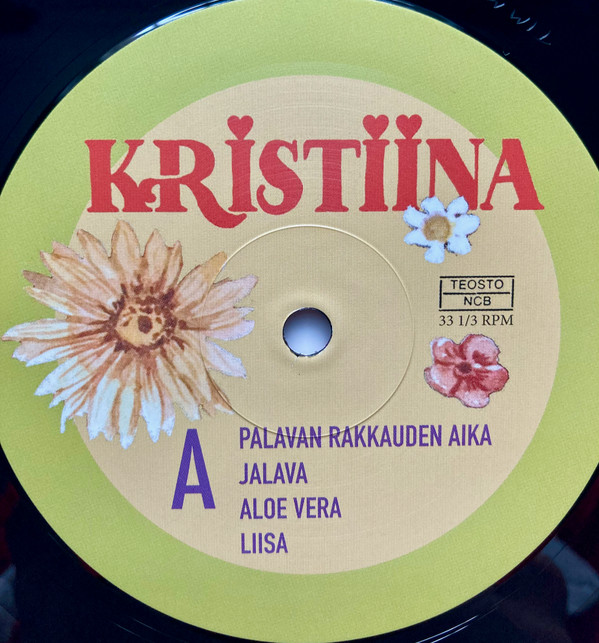 KRISTIINA
TEOSTO
NCB
33 1/3 RPM
A
PALAVAN RAKKAUDEN AIKA
JALAVA
ALOE VERA
LIISA